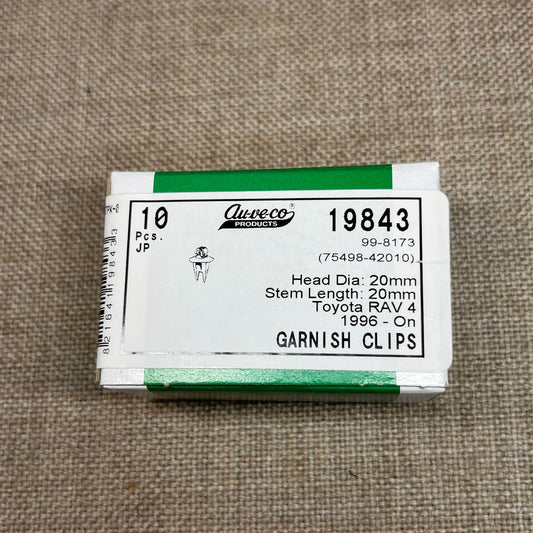 10
Pcs.
JP
Au-ve-co
PRODUCTS
19843
99-8173
(75498-42010)
Head Dia: 20mm
Stem Length: 20mm
Toyota RAV 4
1996 - On
GARNISH CLIPS